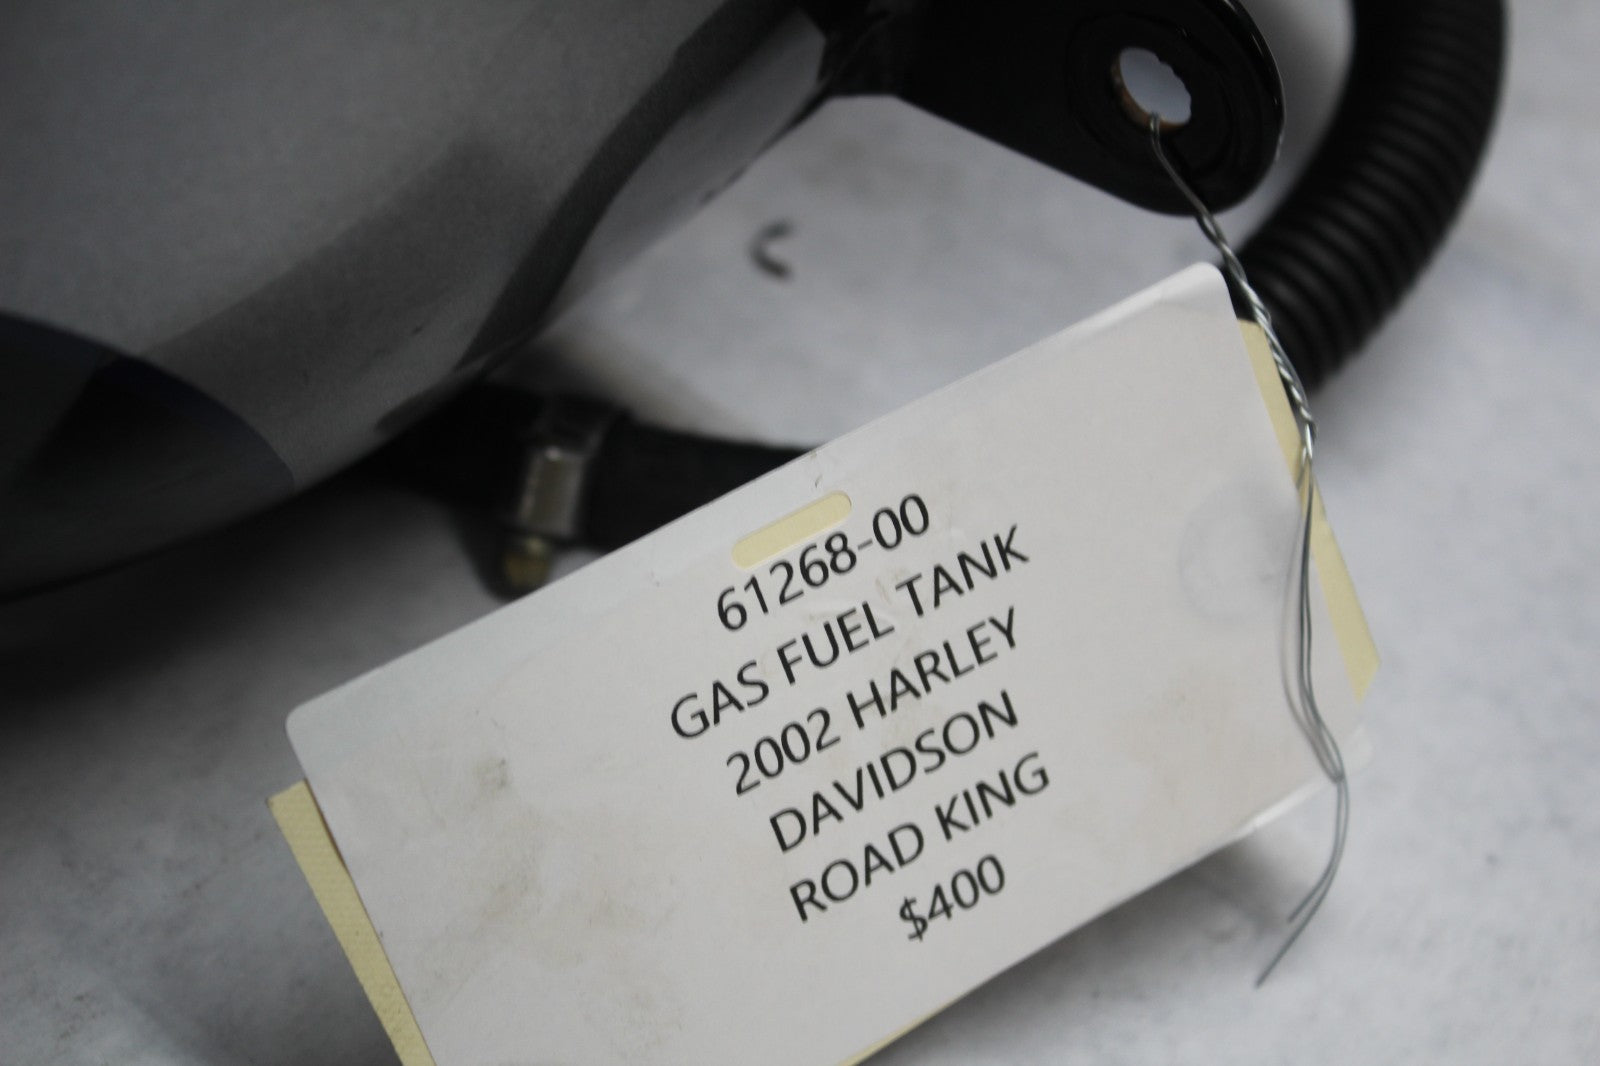 61268-00
GAS FUEL TANK
2002 HARLEY
DAVIDSON
ROAD KING
$400